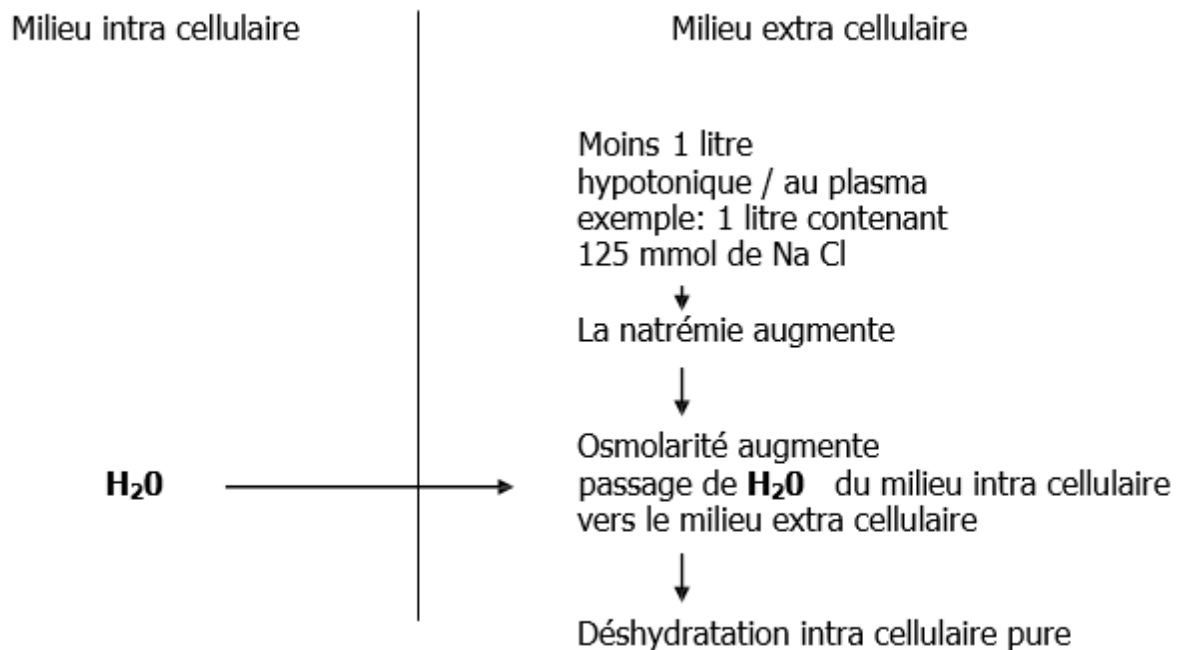 Milieu intra cellulaire
Milieu extra cellulaire
Moins 1 litre
hypotonique / au plasma
exemple: 1 litre contenant
125 mmol de Na Cl
La natrémie augmente
Osmolarité augmente
H₂0
passage de H₂0 du milieu intra cellulaire
vers le milieu extra cellulaire
Déshydratation intra cellulaire pure